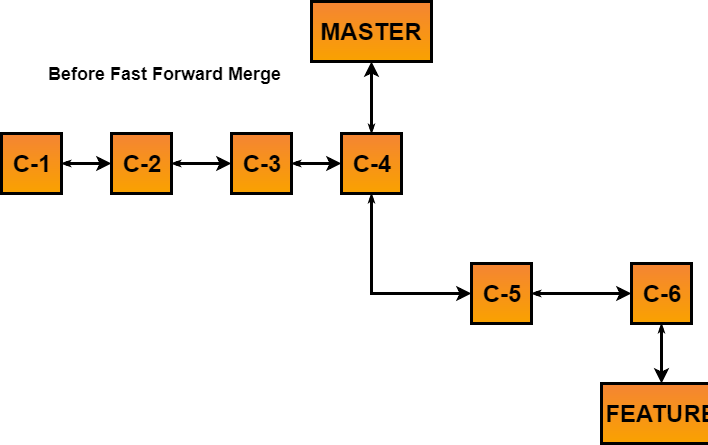 MASTER
Before Fast Forward Merge
C-1 C-2 C-3 C-4
C-5 C-6
FEATURE